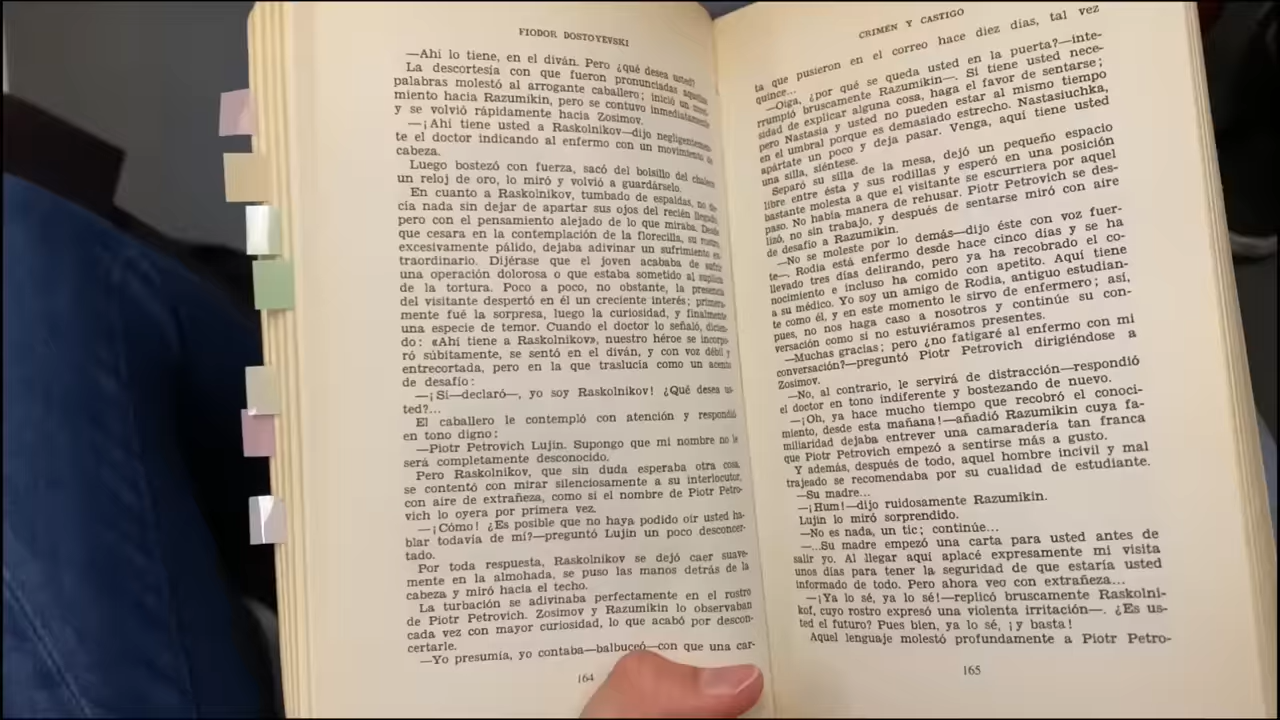 FIODOR DOSTOYEVSKI
—Ahí lo tiene, en el diván. Pero ¿qué desea usted?
La descortesía con que fueron pronunciadas aquellas
palabras molestó al arrogante caballero; inició un movi-
miento hacia Razumikin, pero se contuvo inmediatamente
y se volvió rápidamente hacia Zosimov.
—¡Ahí tiene usted a Raskolnikov—dijo negligentemen-
te el doctor indicando al enfermo con un movimiento de
cabeza.
Luego bostezó con fuerza, sacó del bolsillo del chaleco
un reloj de oro, lo miró y volvió a guardárselo.
En cuanto a Raskolnikov, tumbado de espaldas, no de-
cía nada sin dejar de apartar sus ojos del recién llegado
pero con el pensamiento alejado de lo que miraba. Desde
que cesara en la contemplación de la florecilla, su rostro,
excesivamente pálido, dejaba adivinar un sufrimiento ex-
traordinario. Dijérase que el joven acababa de sufrir
una operación dolorosa o que estaba sometido al suplicio
de la tortura. Poco a poco, no obstante, la presencia
del visitante despertó en él un creciente interés; primera-
mente fué la sorpresa, luego la curiosidad, y finalmente
una especie de temor. Cuando el doctor lo señaló, dicien-
do: «Ahí tiene a Raskolnikov», nuestro héroe se incorpo-
ró súbitamente, se sentó en el diván, y con voz débil y
entrecortada, pero en la que traslucía como un acento
de desafío:
—¡Sí—declaró—, yo soy Raskolnikov! ¿Qué desea us-
ted?...
El caballero le contempló con atención y respondió
en tono digno:
—Piotr Petrovich Lujin. Supongo que mi nombre no le
será completamente desconocido.
Pero Raskolnikov, que sin duda esperaba otra cosa,
se contentó con mirar silenciosamente a su interlocutor,
con aire de extrañeza, como si el nombre de Piotr Petro-
vich lo oyera por primera vez.
—¡Cómo! ¿Es posible que no haya podido oír usted ha-
blar todavía de mí?—preguntó Lujin un poco desconcer-
tado.
Por toda respuesta, Raskolnikov se dejó caer suave-
mente en la almohada, se puso las manos detrás de la
cabeza y miró hacia el techo.
La turbación se adivinaba perfectamente en el rostro
de Piotr Petrovich. Zosimov y Razumikin lo observaban
cada vez con mayor curiosidad, lo que acabó por descon-
certarle.
—Yo presumía, yo contaba—balbuceó—con que una car-
164
CRIMEN Y CASTIGO
ta que pusieron en el correo hace diez días, tal vez
quince...
—Oiga, ¿por qué se queda usted en la puerta?—inte-
rrumpió bruscamente Razumikin—. Si tiene usted nece-
sidad de explicar alguna cosa, haga el favor de sentarse;
pero Nastasia y usted no pueden estar al mismo tiempo
en el umbral porque es demasiado estrecho. Nastasiuchka,
apártate un poco y deja pasar. Venga, aquí tiene usted
una silla, siéntese.
Separó su silla de la mesa, dejó un pequeño espacio
libre entre ésta y sus rodillas y esperó en una posición
bastante molesta a que el visitante se escurriera por aquel
paso. No había manera de rehusar. Piotr Petrovich se des-
lizó, no sin trabajo, y después de sentarse miró con aire
de desafío a Razumikin.
—No se moleste por lo demás—dijo éste con voz fuer-
te—. Rodia está enfermo desde hace cinco días y se ha
llevado tres días delirando, pero ya ha recobrado el co-
nocimiento e incluso ha comido con apetito. Aquí tiene
a su médico. Yo soy un amigo de Rodia, antiguo estudian-
te como él, y en este momento le sirvo de enfermero; así,
pues, no nos haga caso a nosotros y continúe su con-
versación como si no estuviéramos presentes.
—Muchas gracias; pero ¿no fatigaré al enfermo con mi
conversación?—preguntó Piotr Petrovich dirigiéndose a
Zosimov.
—No, al contrario, le servirá de distracción—respondió
el doctor en tono indiferente y bostezando de nuevo.
—¡Oh, ya hace mucho tiempo que recobró el conoci-
miento, desde esta mañana!—añadió Razumikin cuya fa-
miliaridad dejaba entrever una camaradería tan franca
que Piotr Petrovich empezó a sentirse más a gusto.
Y además, después de todo, aquel hombre incivil y mal
trajeado se recomendaba por su cualidad de estudiante.
—Su madre...
—¡Hum!—dijo ruidosamente Razumikin.
Lujin lo miró sorprendido.
—No es nada, un tic; continúe...
—...Su madre empezó una carta para usted antes de
salir yo. Al llegar aquí aplacé expresamente mi visita
unos días para tener la seguridad de que estaría usted
informado de todo. Pero ahora veo con extrañeza...
—¡Ya lo sé, ya lo sé!—replicó bruscamente Raskolni-
kof, cuyo rostro expresó una violenta irritación—. ¿Es us-
ted el futuro? Pues bien, ya lo sé, ¡y basta!
Aquel lenguaje molestó profundamente a Piotr Petro-
165